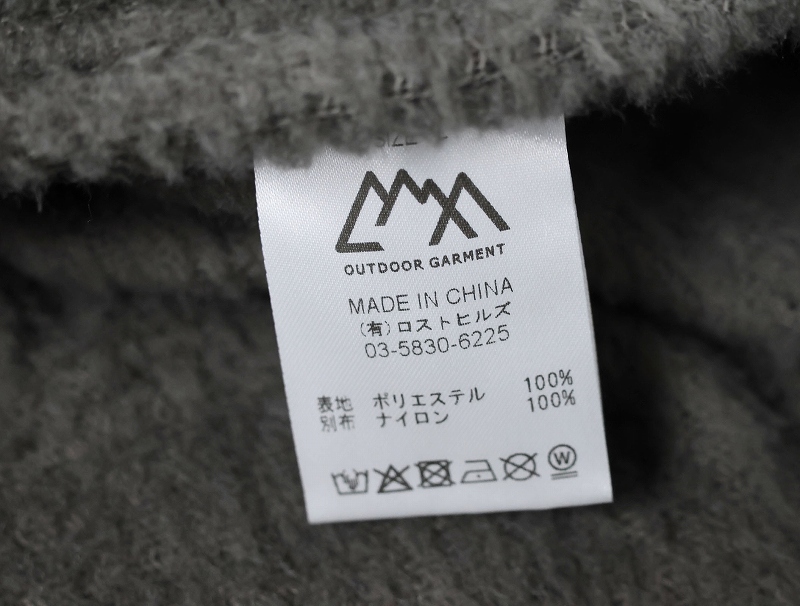 SIZE
OUTDOOR GARMENT
MADE IN CHINA
(有)ロストヒルズ
03-5830-6225
表地 ポリエステル 100%
別布 ナイロン 100%
W